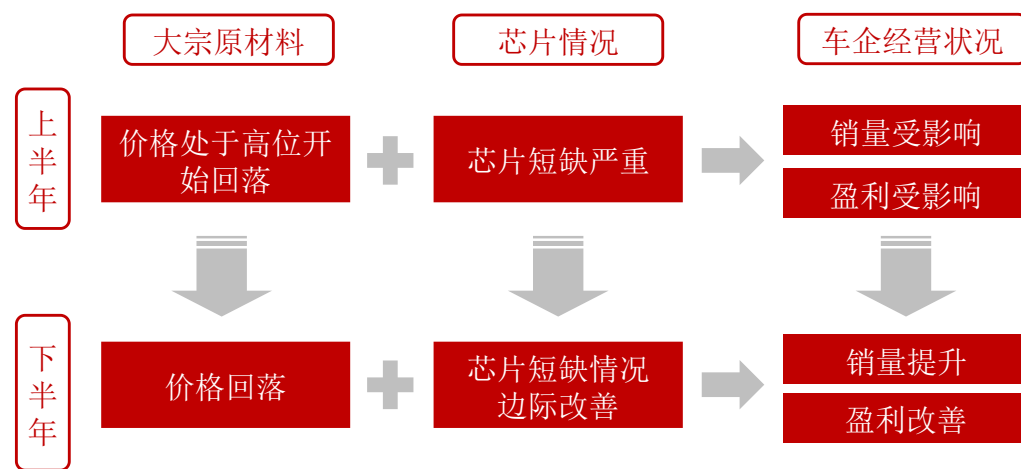 大宗原材料
芯片情况
车企经营状况
上
半
年
价格处于高位开
始回落
芯片短缺严重
销量受影响
盈利受影响
下
半
年
价格回落
芯片短缺情况
边际改善
销量提升
盈利改善